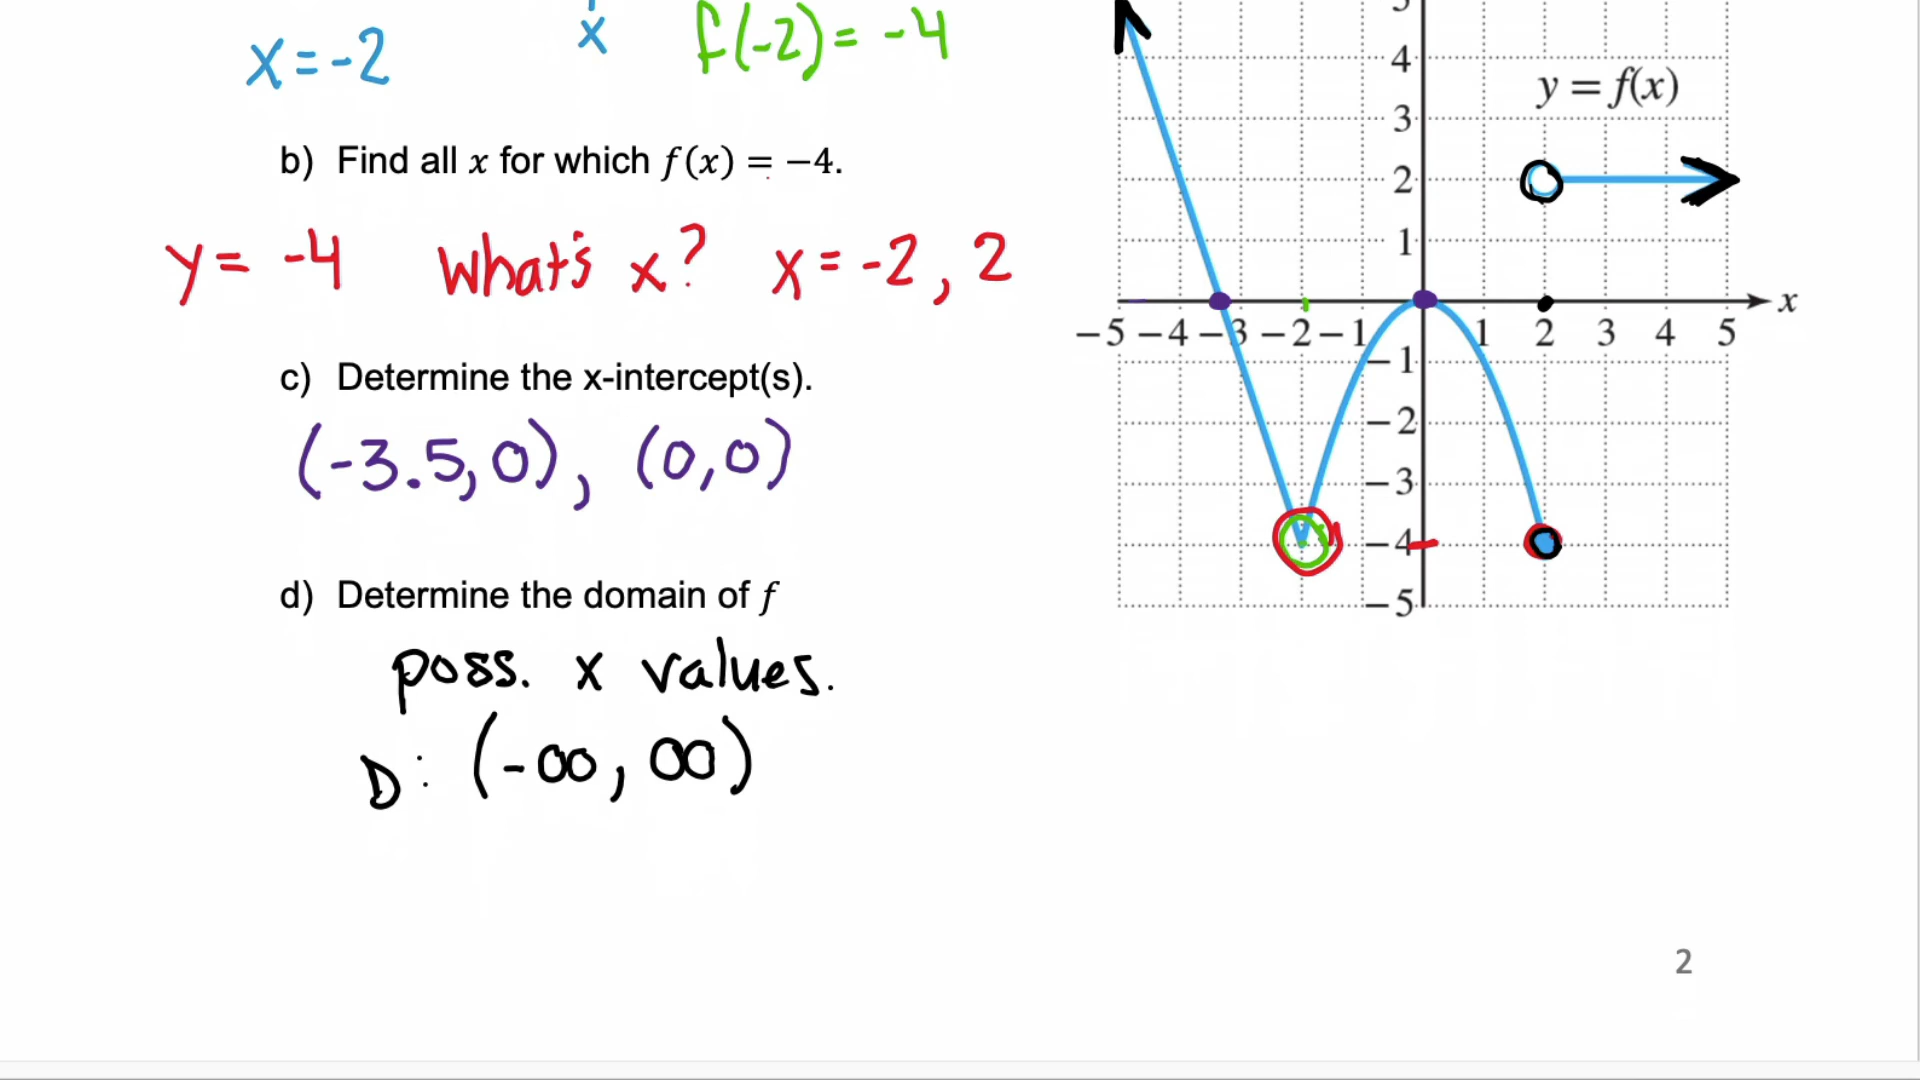 x=-2
x
f(-2)= -4
b) Find all x for which f(x) = −4.
y= -4 what's x? x= -2, 2
c) Determine the x-intercept(s).
(-3.5,0), (0,0)
d) Determine the domain of f
poss. x values.
D: (-∞, ∞)
4
y = f(x)
3
2
1
x
−5 −4 −3 −2 −1 1 2 3 4 5
−1
−2
−3
−4
−5
2